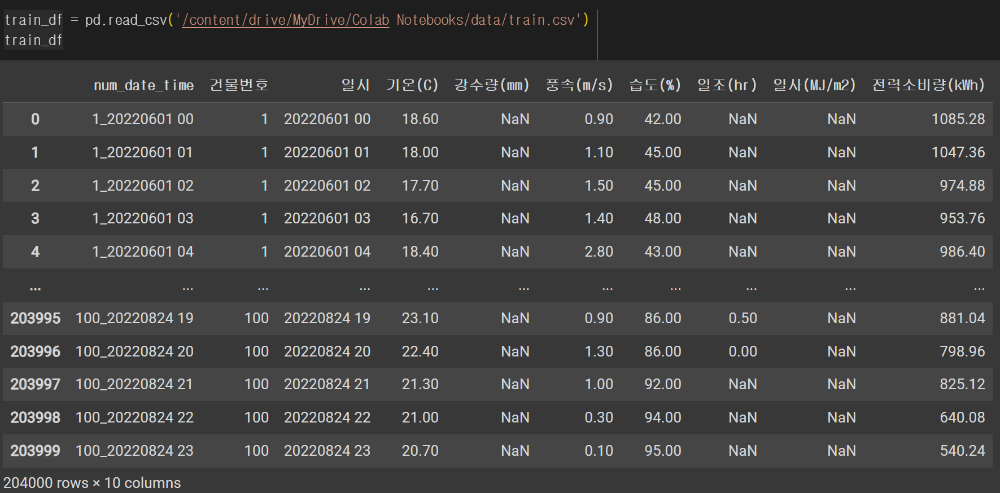 train_df = pd.read_csv('/content/drive/MyDrive/Colab Notebooks/data/train.csv')
train_df
num_date_time 건물번호 일시 기온(C) 강수량(mm) 풍속(m/s) 습도(%) 일조(hr) 일사(MJ/m2) 전력소비량(kWh)
0 1_20220601 00 1 20220601 00 18.60 NaN 0.90 42.00 NaN NaN 1085.28
1 1_20220601 01 1 20220601 01 18.00 NaN 1.10 45.00 NaN NaN 1047.36
2 1_20220601 02 1 20220601 02 17.70 NaN 1.50 45.00 NaN NaN 974.88
3 1_20220601 03 1 20220601 03 16.70 NaN 1.40 48.00 NaN NaN 953.76
4 1_20220601 04 1 20220601 04 18.40 NaN 2.80 43.00 NaN NaN 986.40
... ... ... ... ... ... ... ... ... ... ...
203995 100_20220824 19 100 20220824 19 23.10 NaN 0.90 86.00 0.50 NaN 881.04
203996 100_20220824 20 100 20220824 20 22.40 NaN 1.30 86.00 0.00 NaN 798.96
203997 100_20220824 21 100 20220824 21 21.30 NaN 1.00 92.00 NaN NaN 825.12
203998 100_20220824 22 100 20220824 22 21.00 NaN 0.30 94.00 NaN NaN 640.08
203999 100_20220824 23 100 20220824 23 20.70 NaN 0.10 95.00 NaN NaN 540.24
204000 rows × 10 columns